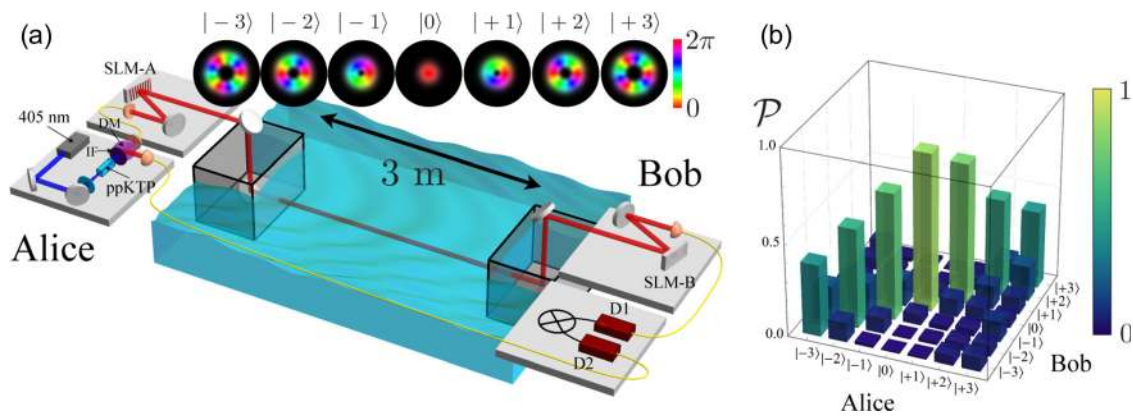 (a)
|−3⟩ |−2⟩ |−1⟩ |0⟩ |+1⟩ |+2⟩ |+3⟩
2π
0
SLM-A
405 nm
DM
IF
ppKTP
Alice
3 m
Bob
SLM-B
D1
D2
(b)
𝒫
1.0
0.5
0.0
|−3⟩ |−2⟩ |−1⟩ |0⟩ |+1⟩ |+2⟩ |+3⟩
Alice
|+3⟩
|+2⟩
|+1⟩
|0⟩
|−1⟩
|−2⟩
|−3⟩
Bob
1
0